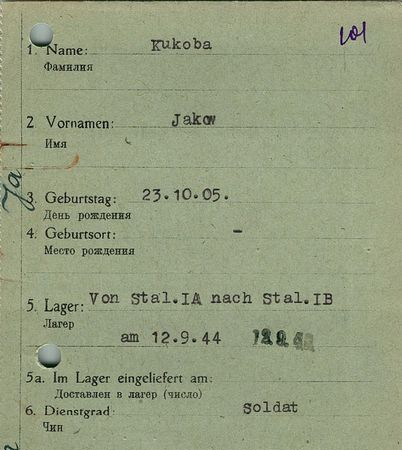 101
1. Name: Kukoba
Фамилия
2 Vornamen: Jakow
Имя
Ja
3. Geburtstag: 23.10.05.
День рождения
4. Geburtsort: -
Место рождения
5. Lager: Von Stal.IA nach Stal.IB
Лагер
am 12.9.44
5a. Im Lager eingeliefert am:
Доставлен в лагер (число)
6. Dienstgrad: Soldat
Чин